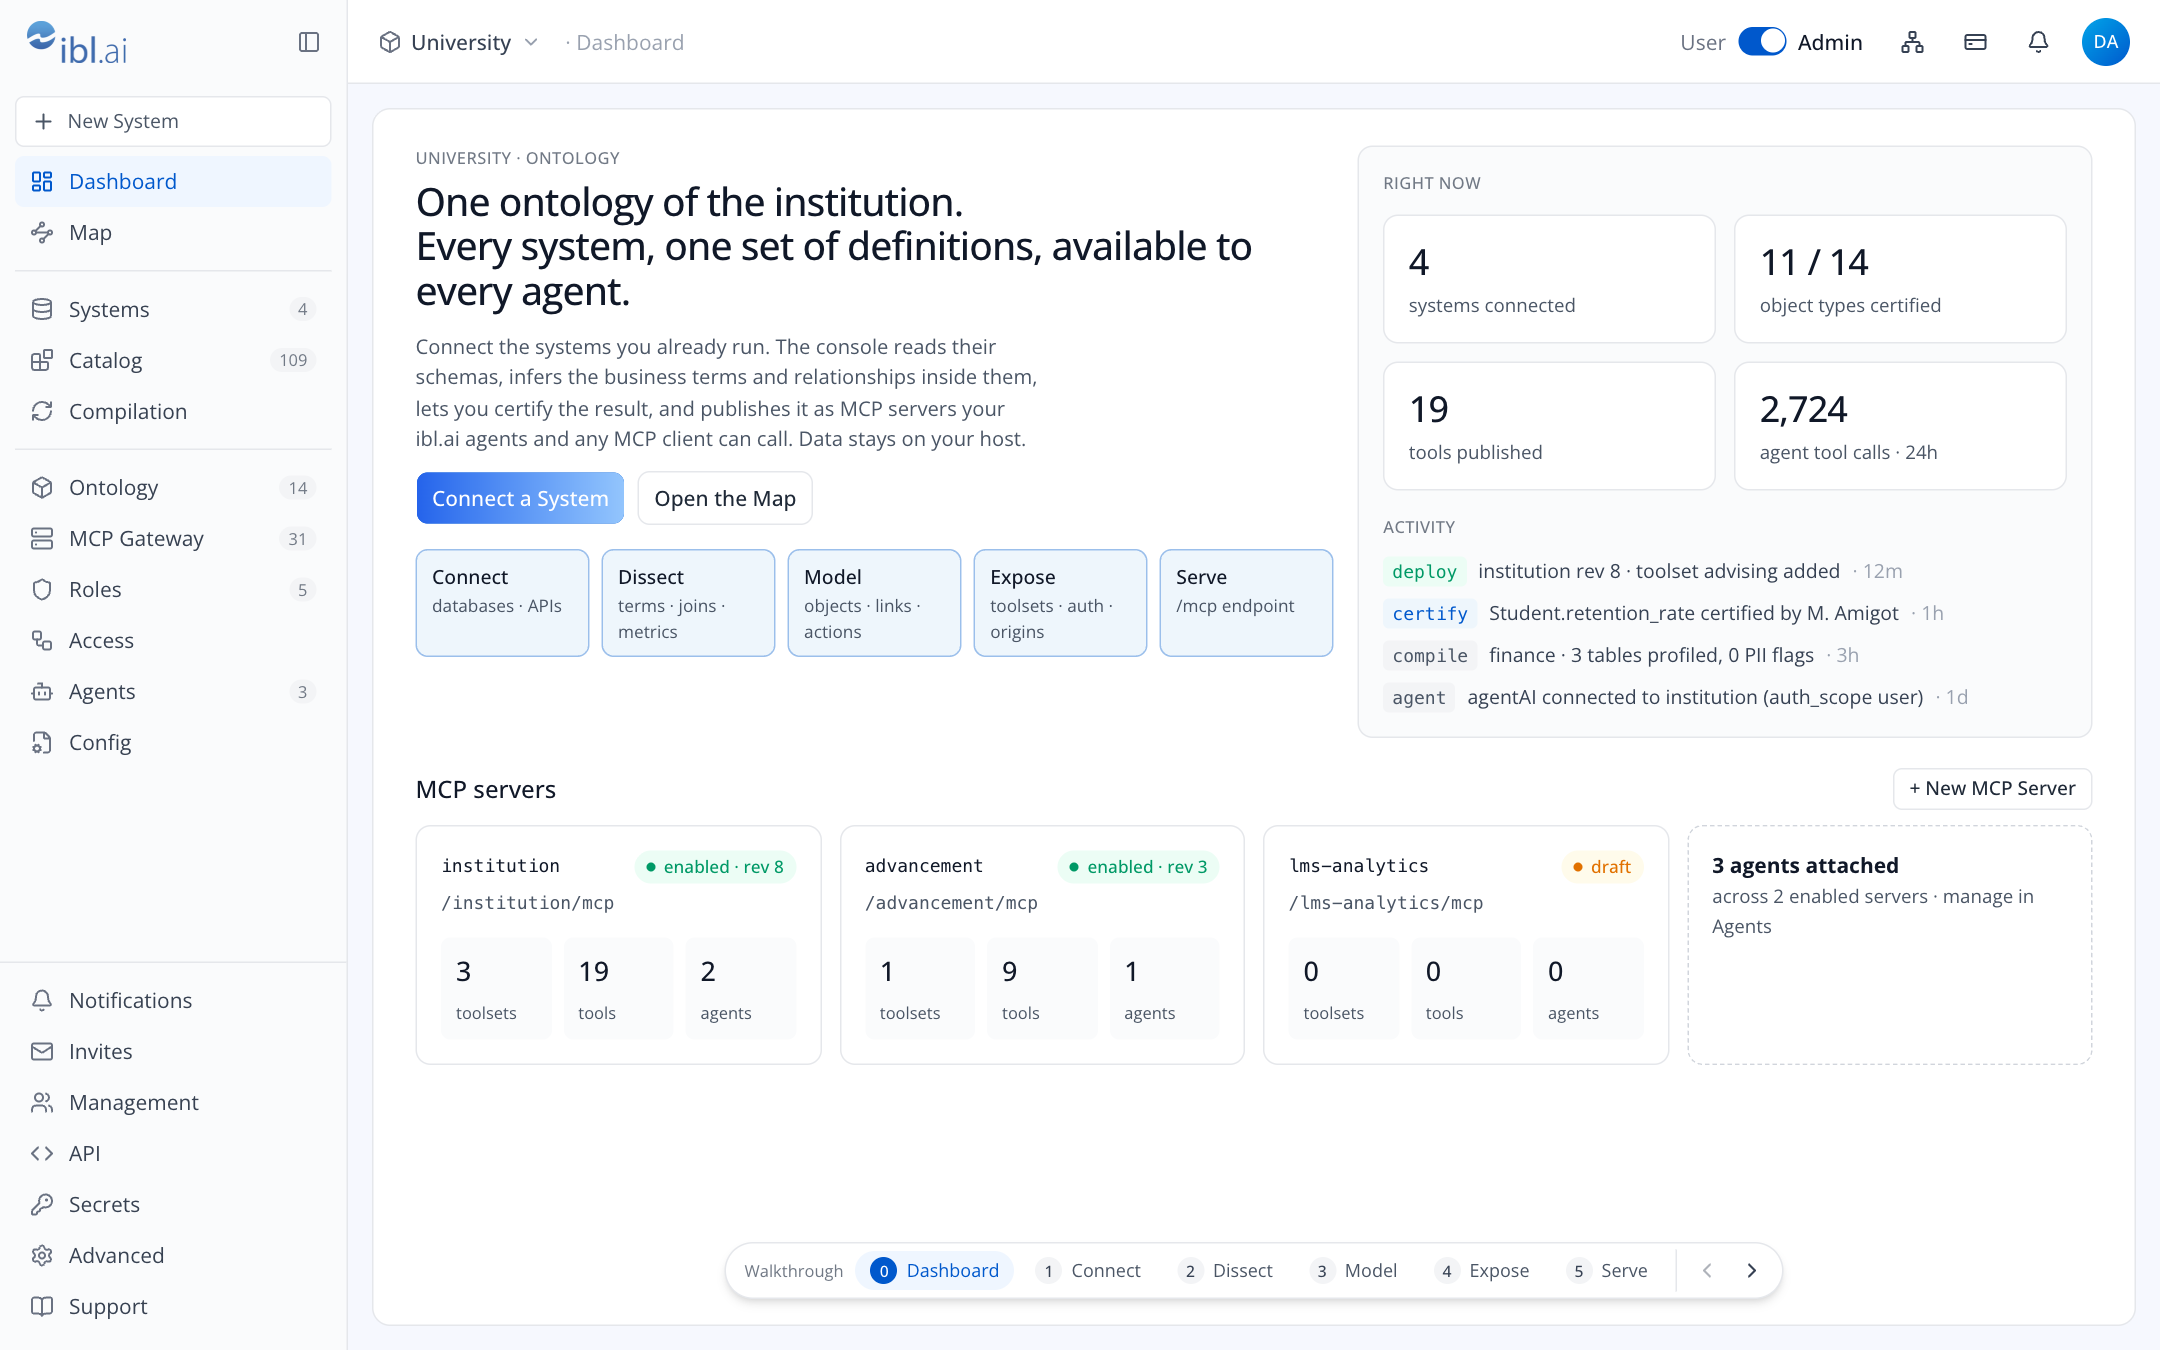 ibl.ai
New System
Dashboard
Map
Systems 4
Catalog 109
Compilation
Ontology 14
MCP Gateway 31
Roles 5
Access
Agents 3
Config
Notifications
Invites
Management
API
Secrets
Advanced
Support
University · Dashboard
User Admin DA
UNIVERSITY · ONTOLOGY
One ontology of the institution.
Every system, one set of definitions, available to
every agent.
Connect the systems you already run. The console reads their
schemas, infers the business terms and relationships inside them,
lets you certify the result, and publishes it as MCP servers your
ibl.ai agents and any MCP client can call. Data stays on your host.
Connect a System Open the Map
Connect
databases · APIs
Dissect
terms · joins ·
metrics
Model
objects · links ·
actions
Expose
toolsets · auth ·
origins
Serve
/mcp endpoint
RIGHT NOW
4
systems connected
11 / 14
object types certified
19
tools published
2,724
agent tool calls · 24h
ACTIVITY
deploy institution rev 8 · toolset advising added · 12m
certify Student.retention_rate certified by M. Amigot · 1h
compile finance · 3 tables profiled, 0 PII flags · 3h
agent agentAI connected to institution (auth_scope user) · 1d
MCP servers
+ New MCP Server
institution enabled · rev 8
/institution/mcp
3 19 2
toolsets tools agents
advancement enabled · rev 3
/advancement/mcp
1 9 1
toolsets tools agents
lms-analytics draft
/lms-analytics/mcp
0 0 0
toolsets tools agents
3 agents attached
across 2 enabled servers · manage in
Agents
Walkthrough 0 Dashboard 1 Connect 2 Dissect 3 Model 4 Expose 5 Serve